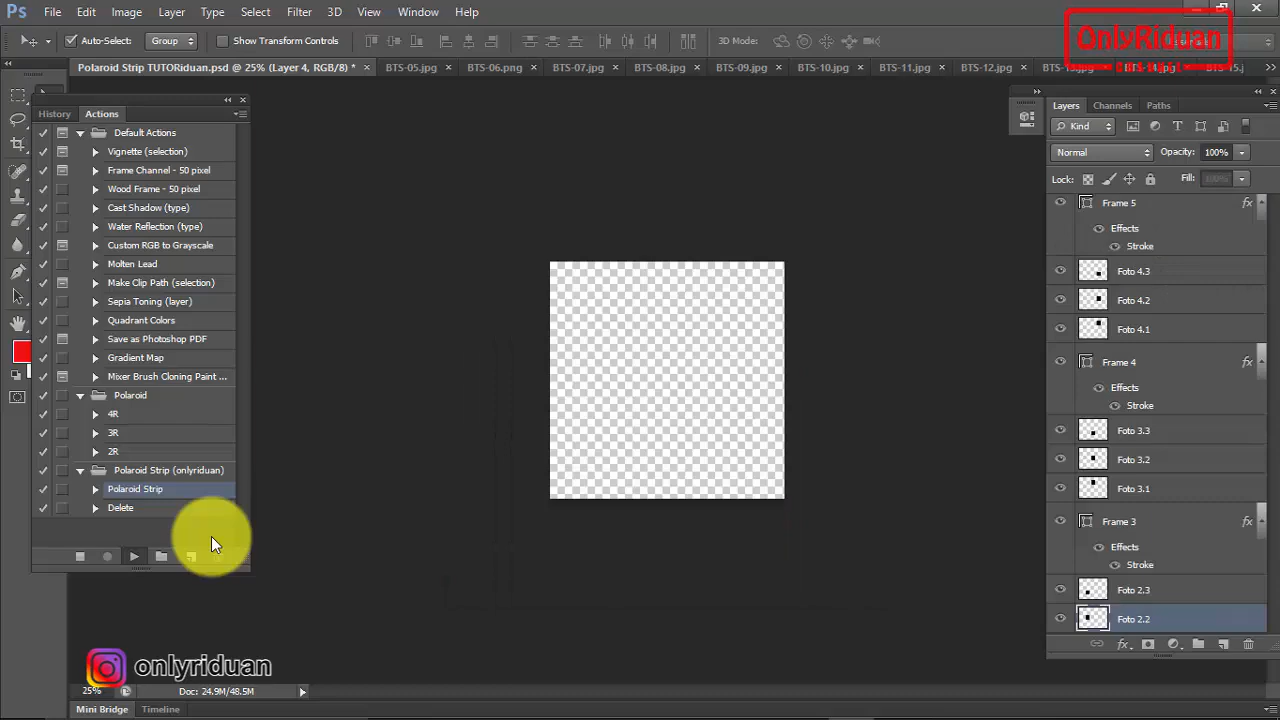 Ps File Edit Image Layer Type Select Filter 3D View Window Help
OnlyRiduan
Auto-Select: Group Show Transform Controls 3D Mode:
Polaroid Strip TUTORiduan.psd @ 25% (Layer 4, RGB/8) * BTS-05.jpg BTS-06.png BTS-07.jpg BTS-08.jpg BTS-09.jpg BTS-10.jpg BTS-11.jpg BTS-12.jpg
History Actions
Default Actions
Vignette (selection)
Frame Channel - 50 pixel
Wood Frame - 50 pixel
Cast Shadow (type)
Water Reflection (type)
Custom RGB to Grayscale
Molten Lead
Make Clip Path (selection)
Sepia Toning (layer)
Quadrant Colors
Save as Photoshop PDF
Gradient Map
Mixer Brush Cloning Paint ...
Polaroid
4R
3R
2R
Polaroid Strip (onlyriduan)
Polaroid Strip
Delete
Layers Channels Paths
Kind
Normal Opacity: 100%
Lock: Fill: 100%
Frame 5 fx
Effects
Stroke
Foto 4.3
Foto 4.2
Foto 4.1
Frame 4 fx
Effects
Stroke
Foto 3.3
Foto 3.2
Foto 3.1
Frame 3 fx
Effects
Stroke
Foto 2.3
Foto 2.2
fx
onlyriduan
25% Doc: 24.9M/48.5M
Mini Bridge Timeline